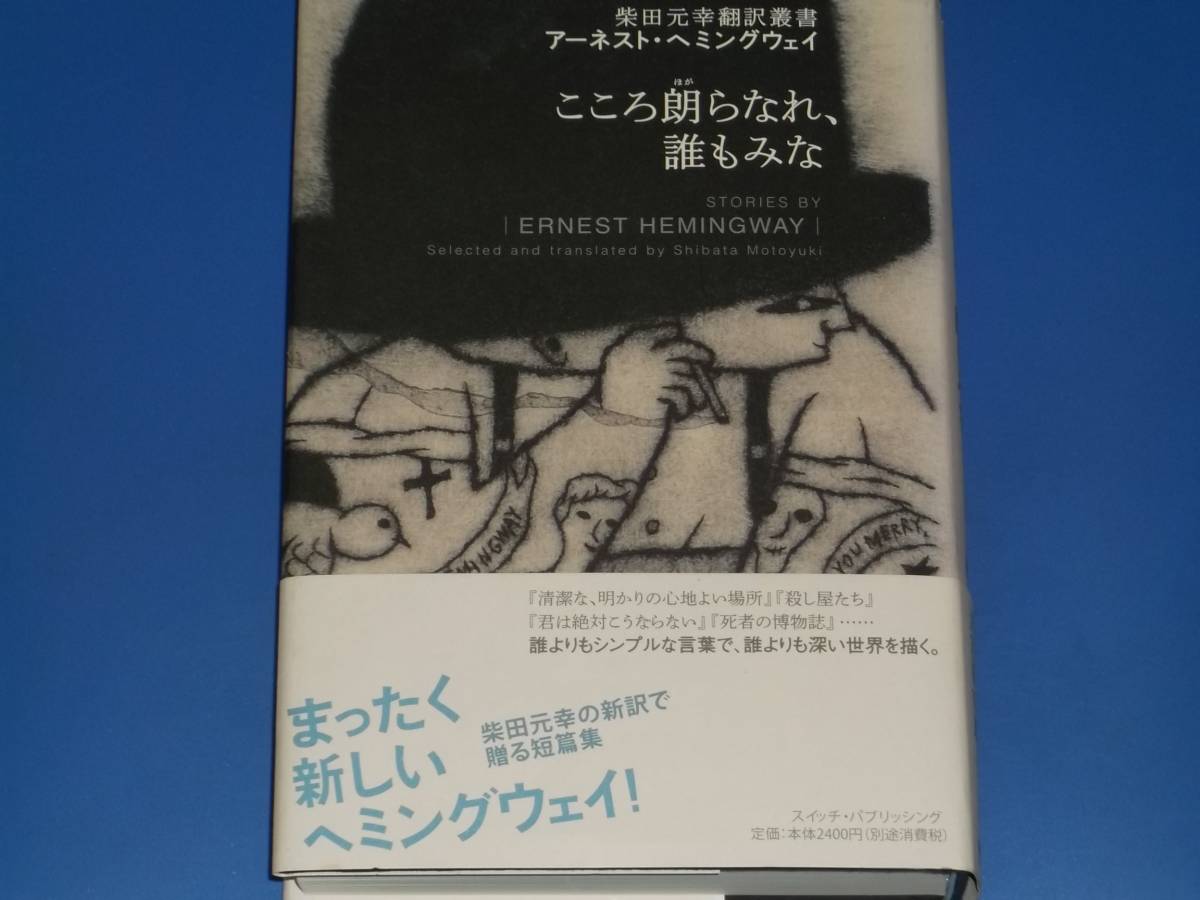 柴田元幸翻訳叢書
アーネスト・ヘミングウェイ
ほが
こころ朗らなれ、
誰もみな
STORIES BY
| ERNEST HEMINGWAY |
Selected and translated by Shibata Motoyuki
MINGWAY
YOU MERRY.
『清潔な、明かりの心地よい場所』『殺し屋たち』
『君は絶対こうならない』『死者の博物誌』……
誰よりもシンプルな言葉で、誰よりも深い世界を描く。
まったく
新しい
ヘミングウェイ!
柴田元幸の新訳で
贈る短篇集
スイッチ・パブリッシング
定価:本体2400円(別途消費税)